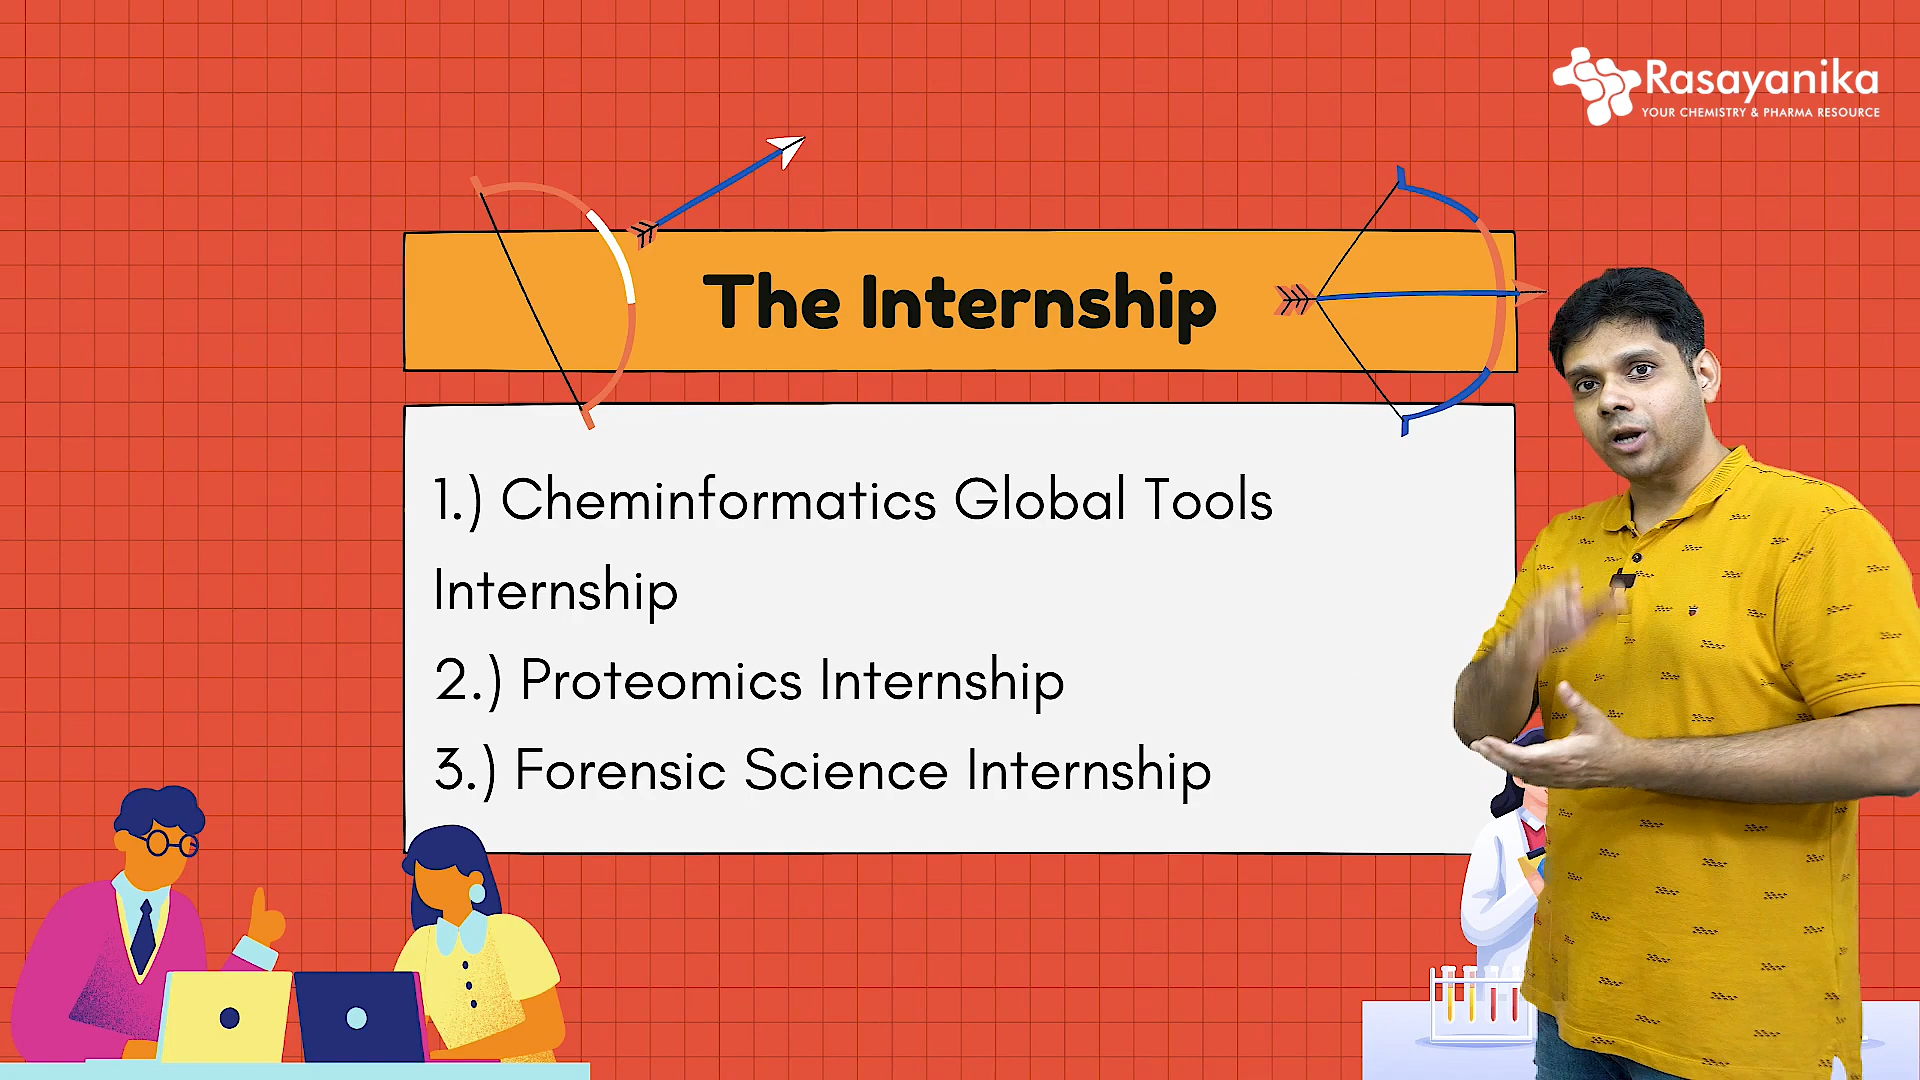 Rasayanika
YOUR CHEMISTRY & PHARMA RESOURCE
The Internship
1.) Cheminformatics Global Tools
Internship
2.) Proteomics Internship
3.) Forensic Science Internship